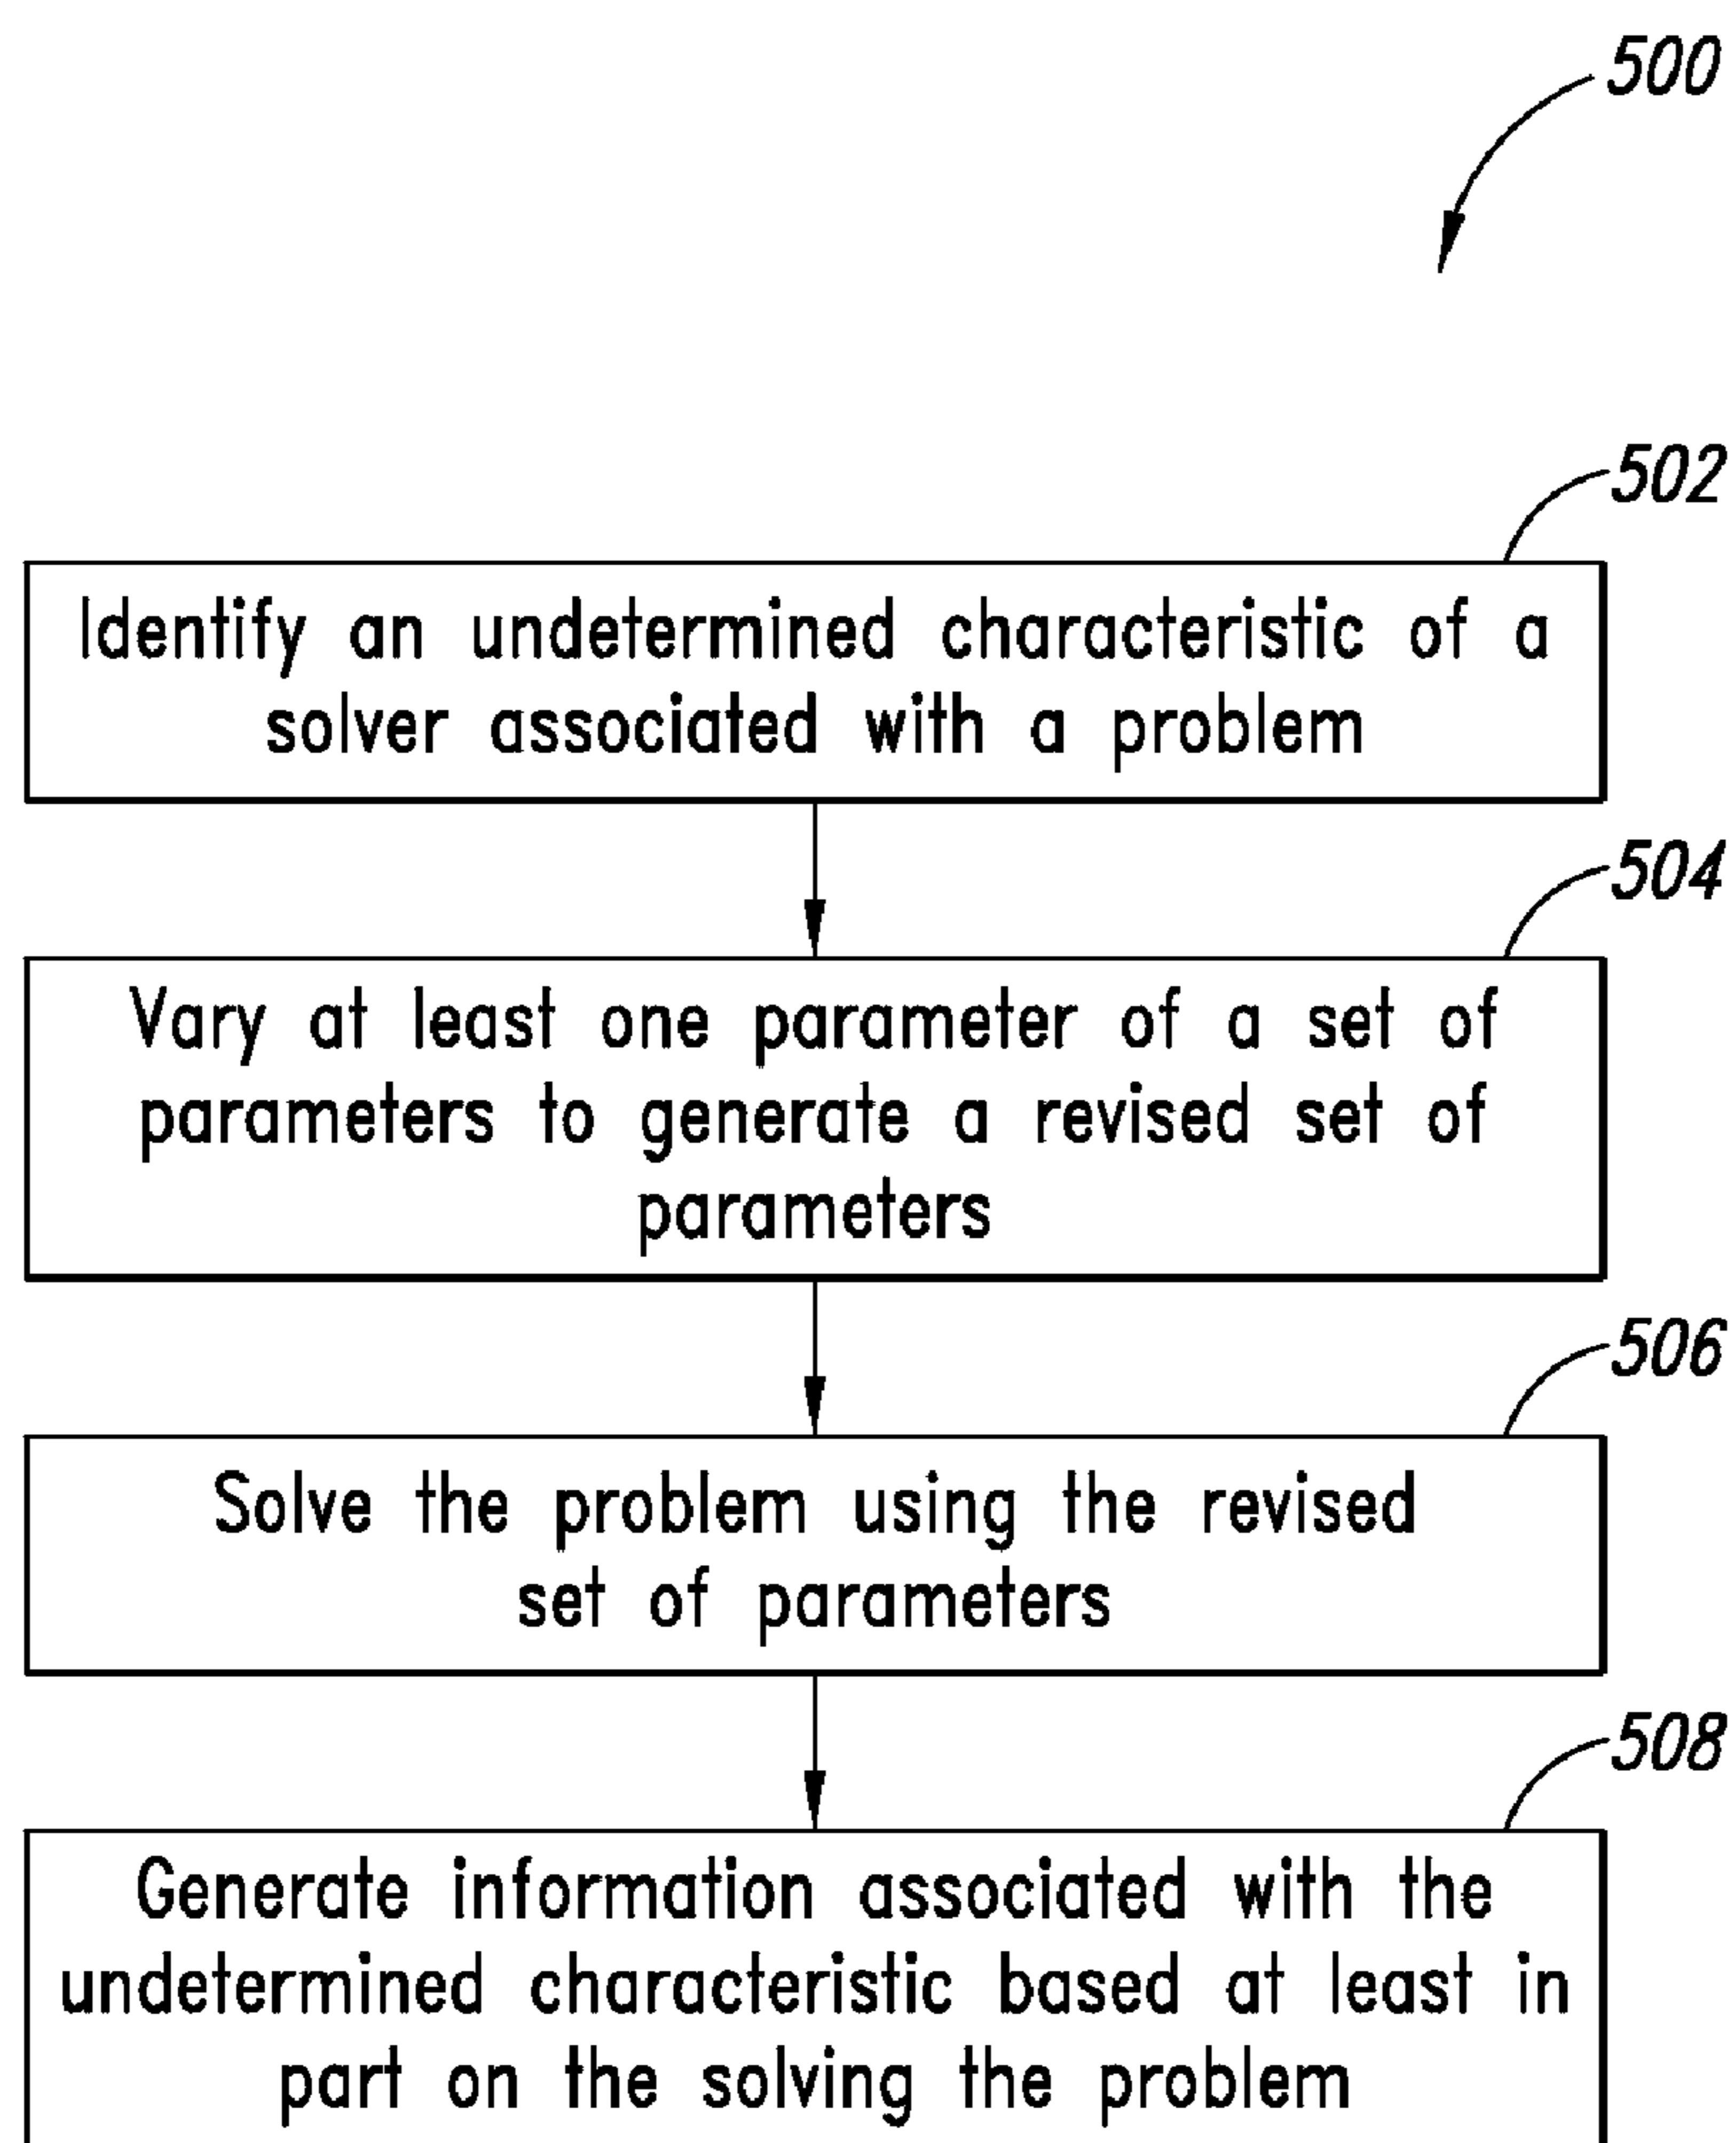 500
502
Identify an undetermined characteristic of a
solver associated with a problem
504
Vary at least one parameter of a set of
parameters to generate a revised set of
parameters
506
Solve the problem using the revised
set of parameters
508
Generate information associated with the
undetermined characteristic based at least in
part on the solving the problem